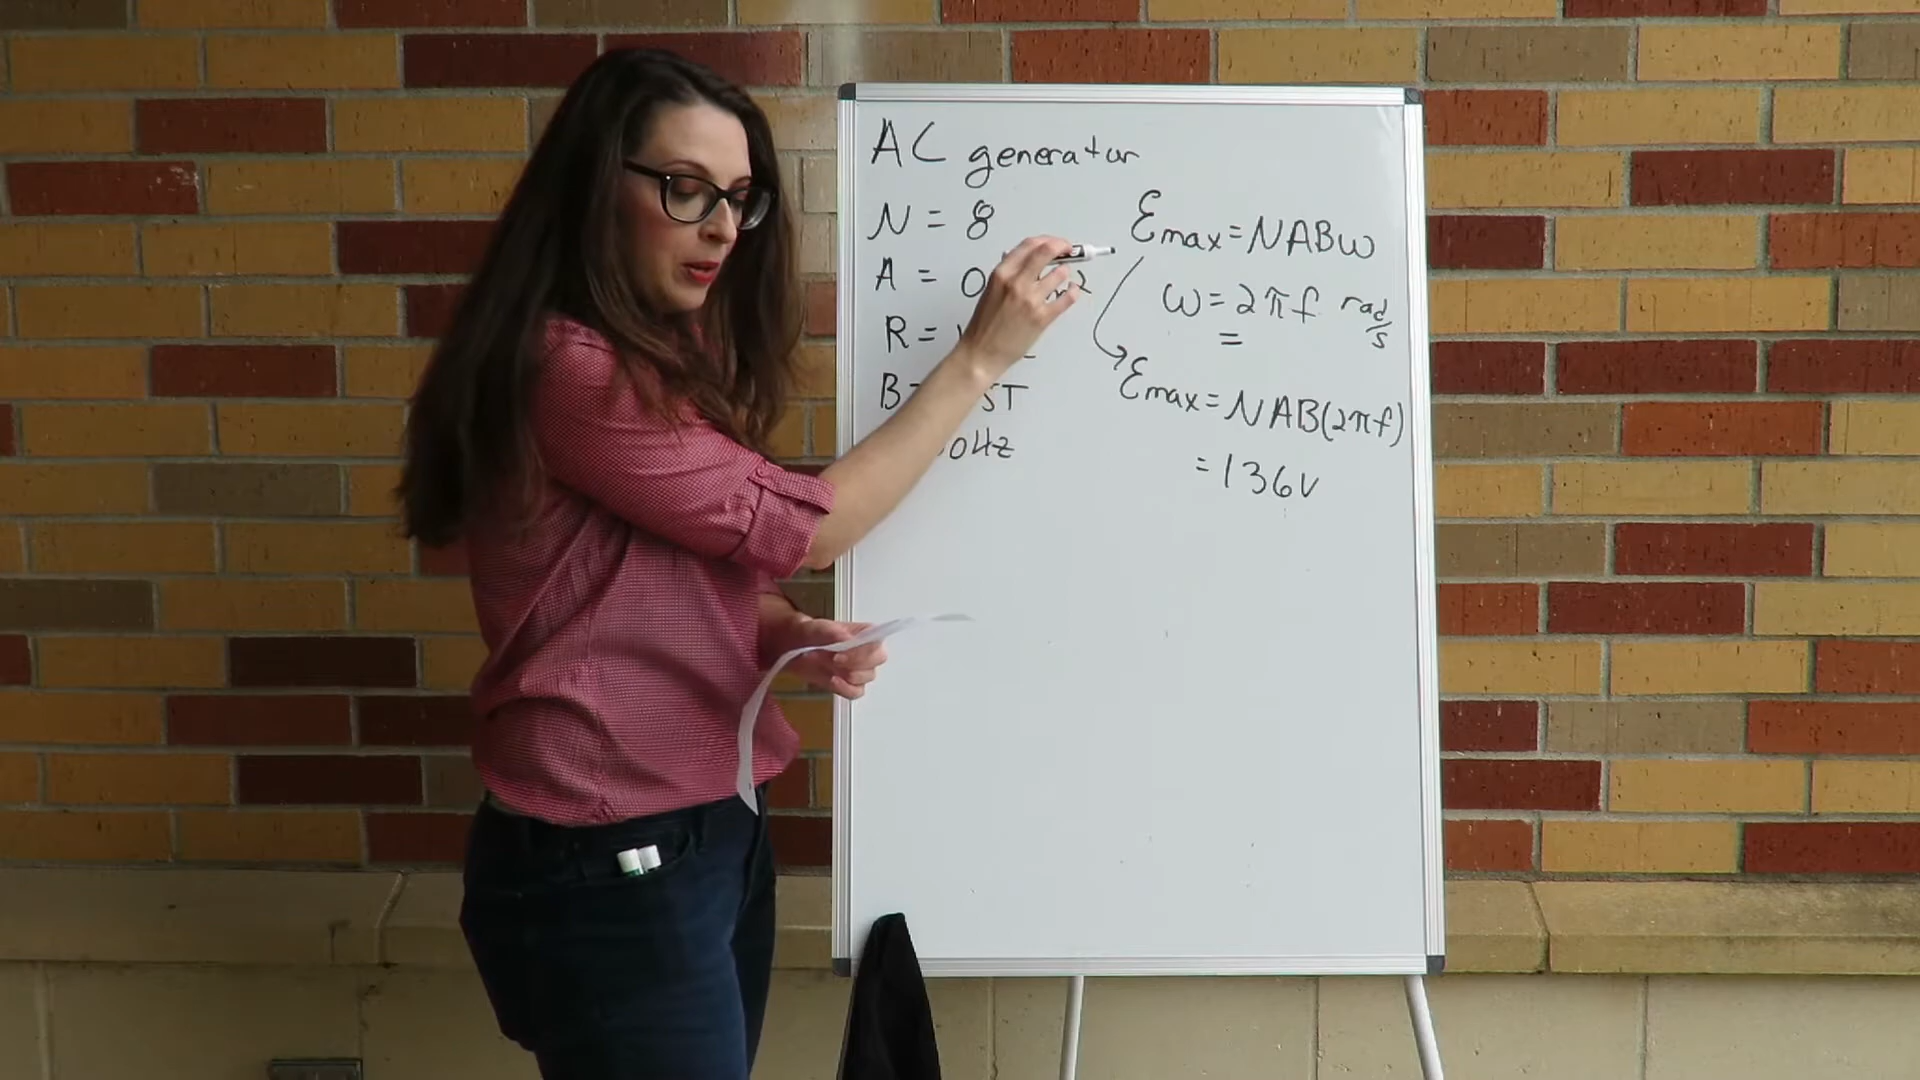 AC generator
N = 8
A = 0
R =
B =
0Hz
Ɛmax = NABω
ω = 2πf rad/s
=
Ɛmax = NAB(2πf)
= 136V